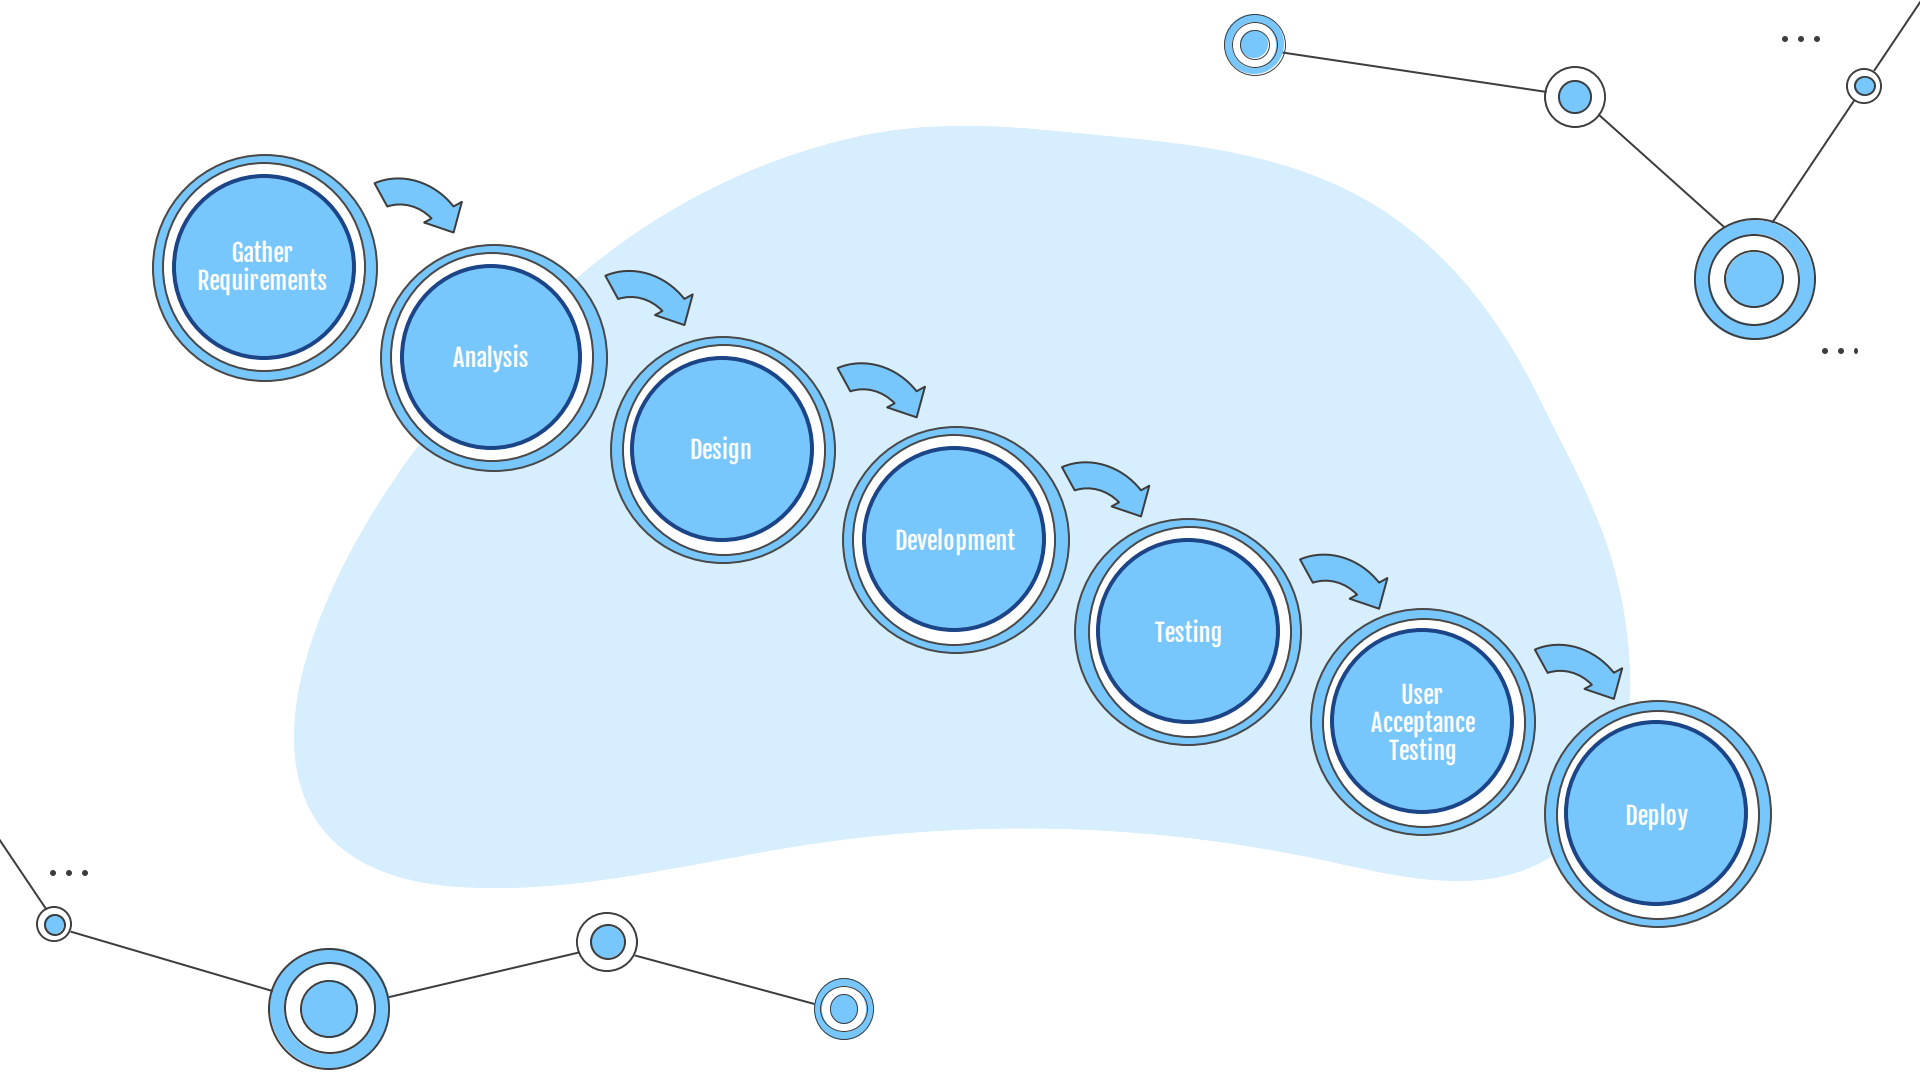 Gather
Requirements
Analysis
Design
Development
Testing
User
Acceptance
Testing
Deploy